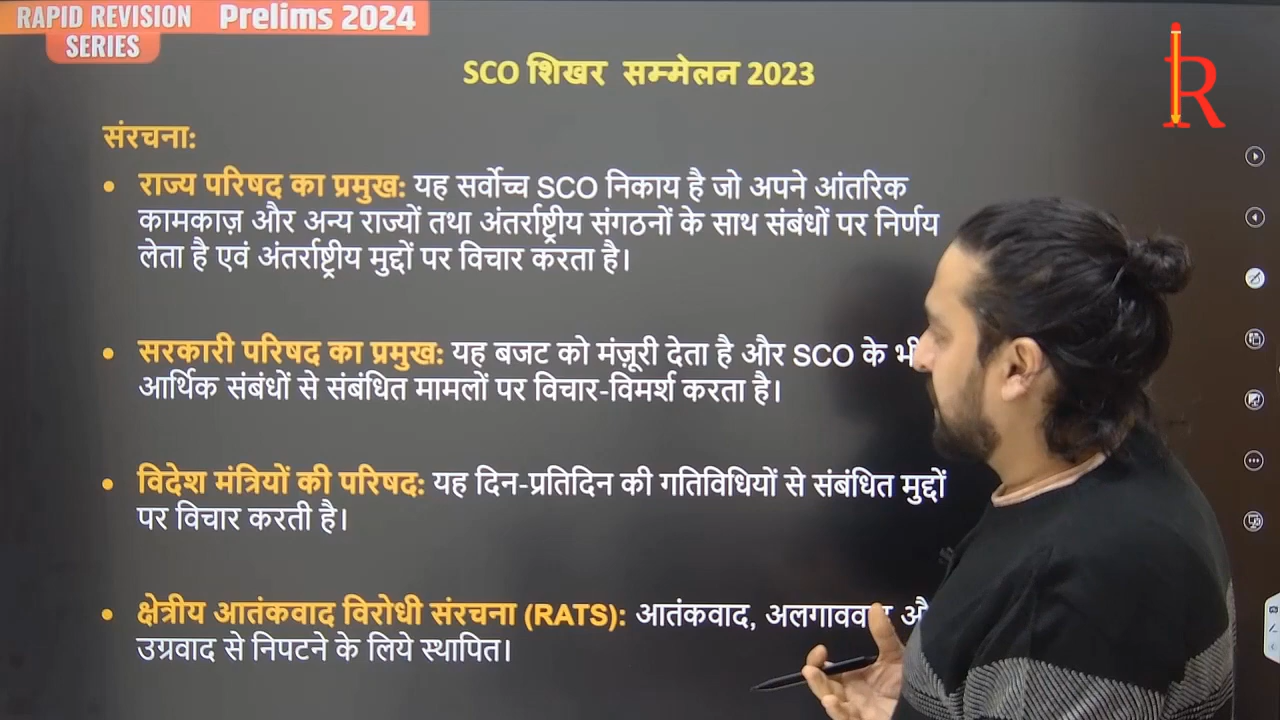 RAPID REVISION
SERIES
Prelims 2024
R
SCO शिखर सम्मेलन 2023
संरचना:
• राज्य परिषद का प्रमुख: यह सर्वोच्च SCO निकाय है जो अपने आंतरिक
कामकाज़ और अन्य राज्यों तथा अंतर्राष्ट्रीय संगठनों के साथ संबंधों पर निर्णय
लेता है एवं अंतर्राष्ट्रीय मुद्दों पर विचार करता है।
• सरकारी परिषद का प्रमुख: यह बजट को मंज़ूरी देता है और SCO के
आर्थिक संबंधों से संबंधित मामलों पर विचार-विमर्श करता है।
• विदेश मंत्रियों की परिषद: यह दिन-प्रतिदिन की गतिविधियों से संबंधित मुद्दों
पर विचार करती है।
• क्षेत्रीय आतंकवाद विरोधी संरचना (RATS): आतंकवाद,
उग्रवाद से निपटने के लिये स्थापित।